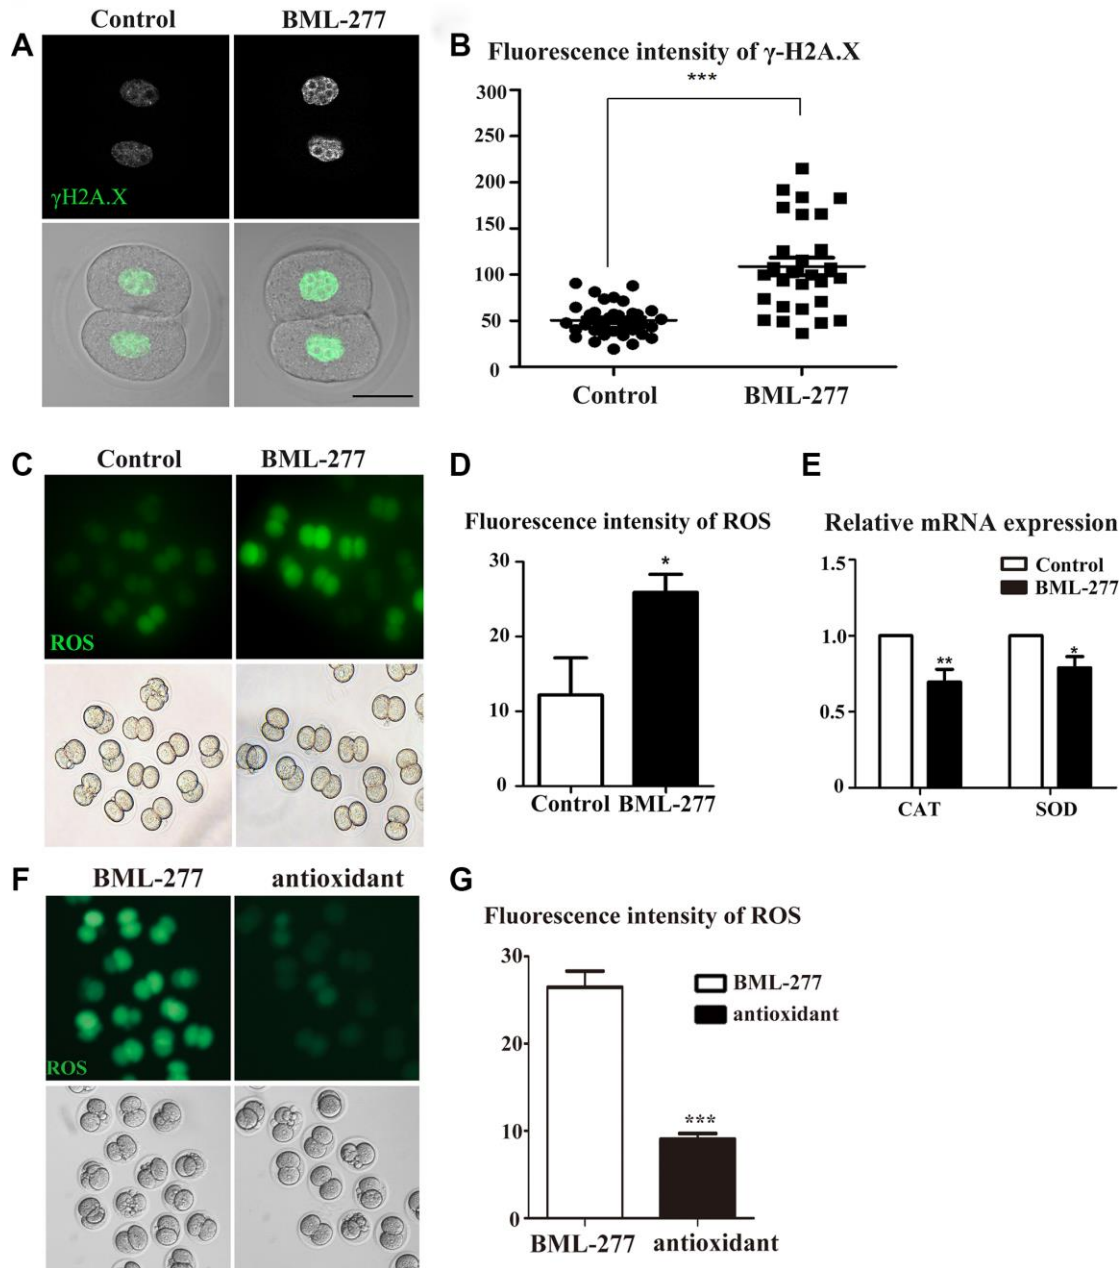 Control BML-277
A
γH2A.X
B
Fluorescence intensity of γ-H2A.X
***
300
250
200
150
100
50
0
Control BML-277
C
Control BML-277
ROS
D
Fluorescence intensity of ROS
30
20
10
0
*
Control BML-277
E
Relative mRNA expression
Control
BML-277
1.5
1.0
0.5
0
**
*
CAT SOD
F
BML-277 antioxidant
ROS
G
Fluorescence intensity of ROS
30
20
10
0
BML-277
antioxidant
***
BML-277 antioxidant